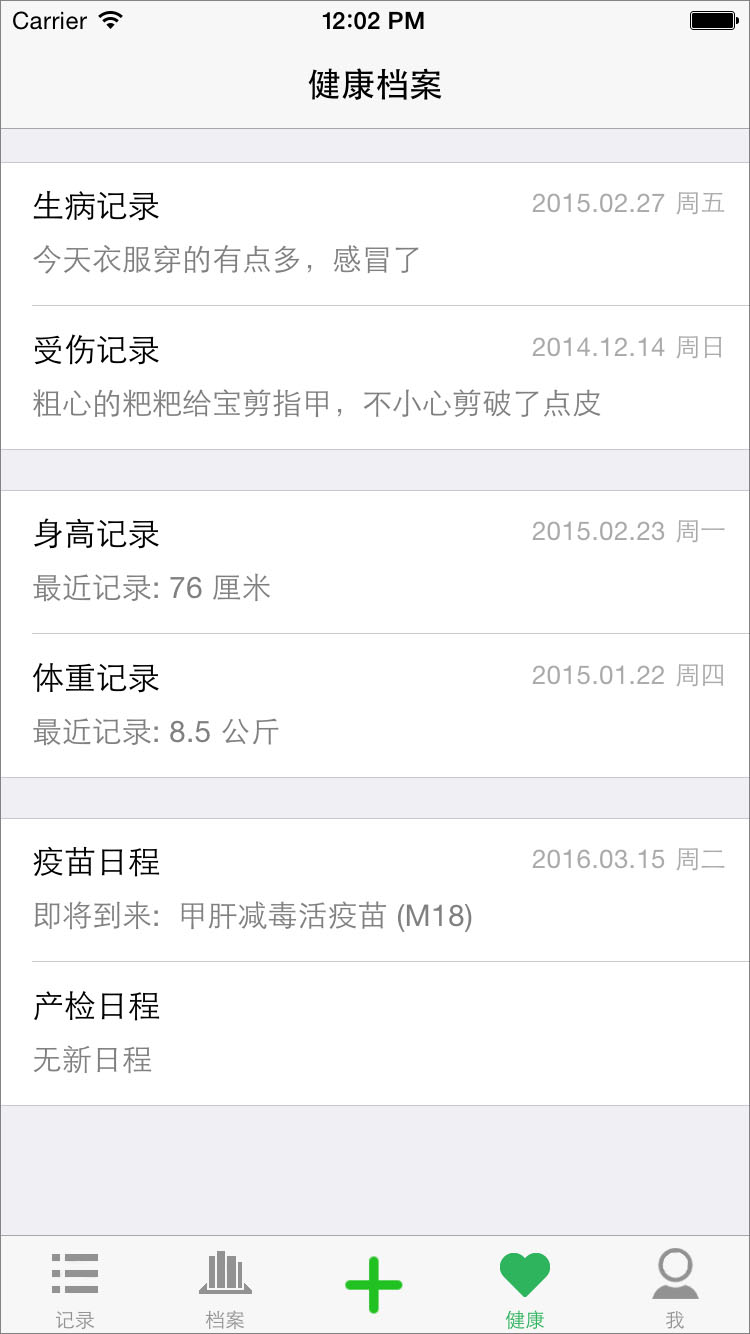 Carrier 12:02 PM
健康档案
生病记录 2015.02.27 周五
今天衣服穿的有点多，感冒了
受伤记录 2014.12.14 周日
粗心的粑粑给宝剪指甲，不小心剪破了点皮
身高记录 2015.02.23 周一
最近记录: 76 厘米
体重记录 2015.01.22 周四
最近记录: 8.5 公斤
疫苗日程 2016.03.15 周二
即将到来: 甲肝减毒活疫苗 (M18)
产检日程
无新日程
记录 档案 健康 我